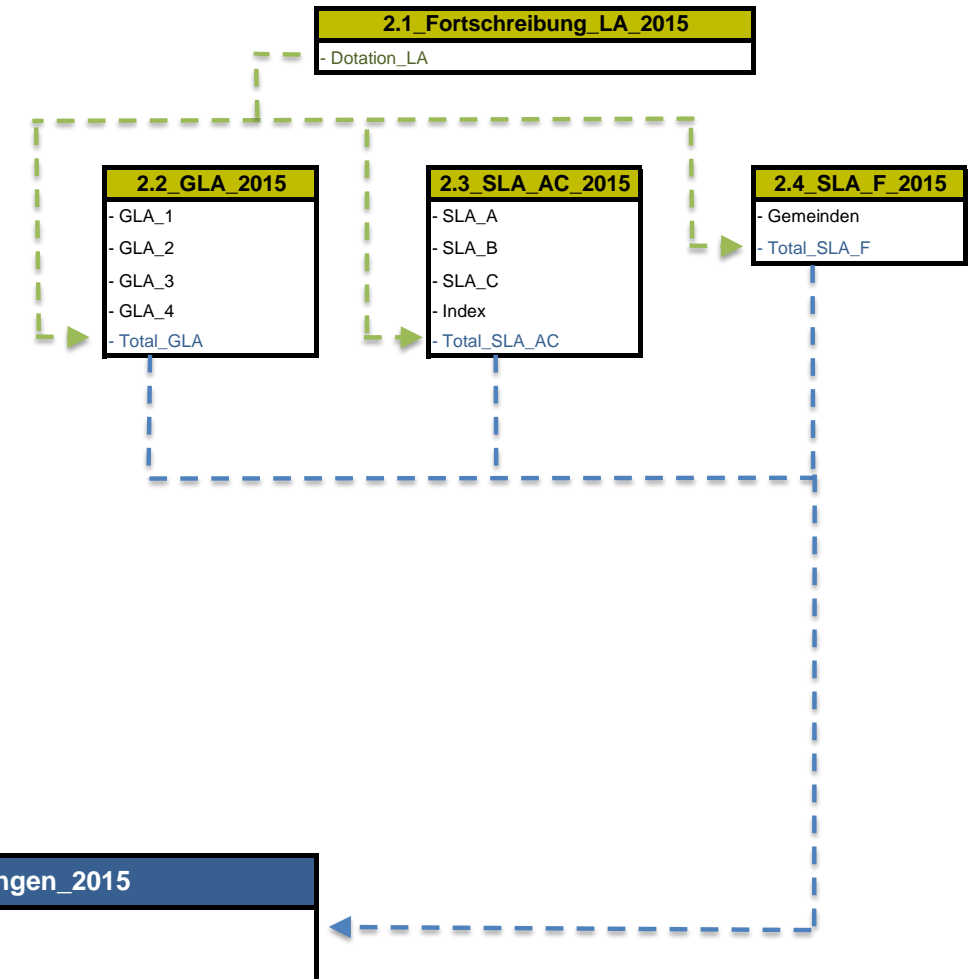 2.1_Fortschreibung_LA_2015
- Dotation_LA
2.2_GLA_2015
- GLA_1
- GLA_2
- GLA_3
- GLA_4
- Total_GLA
2.3_SLA_AC_2015
- SLA_A
- SLA_B
- SLA_C
- Index
- Total_SLA_AC
2.4_SLA_F_2015
- Gemeinden
- Total_SLA_F
ngen_2015